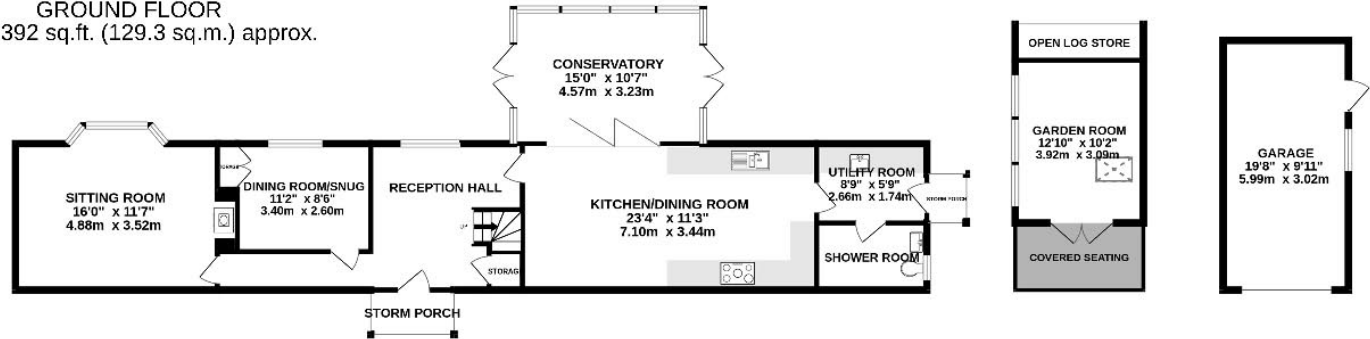 GROUND FLOOR
392 sq.ft. (129.3 sq.m.) approx.
CONSERVATORY
15'0" x 10'7"
4.57m x 3.23m
OPEN LOG STORE
GARDEN ROOM
12'10" x 10'2"
3.92m x 3.09m
COVERED SEATING
GARAGE
19'8" x 9'11"
5.99m x 3.02m
SITTING ROOM
16'0" x 11'7"
4.88m x 3.52m
DINING ROOM/SNUG
11'2" x 8'6"
3.40m x 2.60m
RECEPTION HALL
UP
STORAG
KITCHEN/DINING ROOM
23'4" x 11'3"
7.10m x 3.44m
UTILITY ROOM
8'9" x 5'9"
2.66m x 1.74m
STORM PORCH
SHOWER ROOM
STORM PORCH